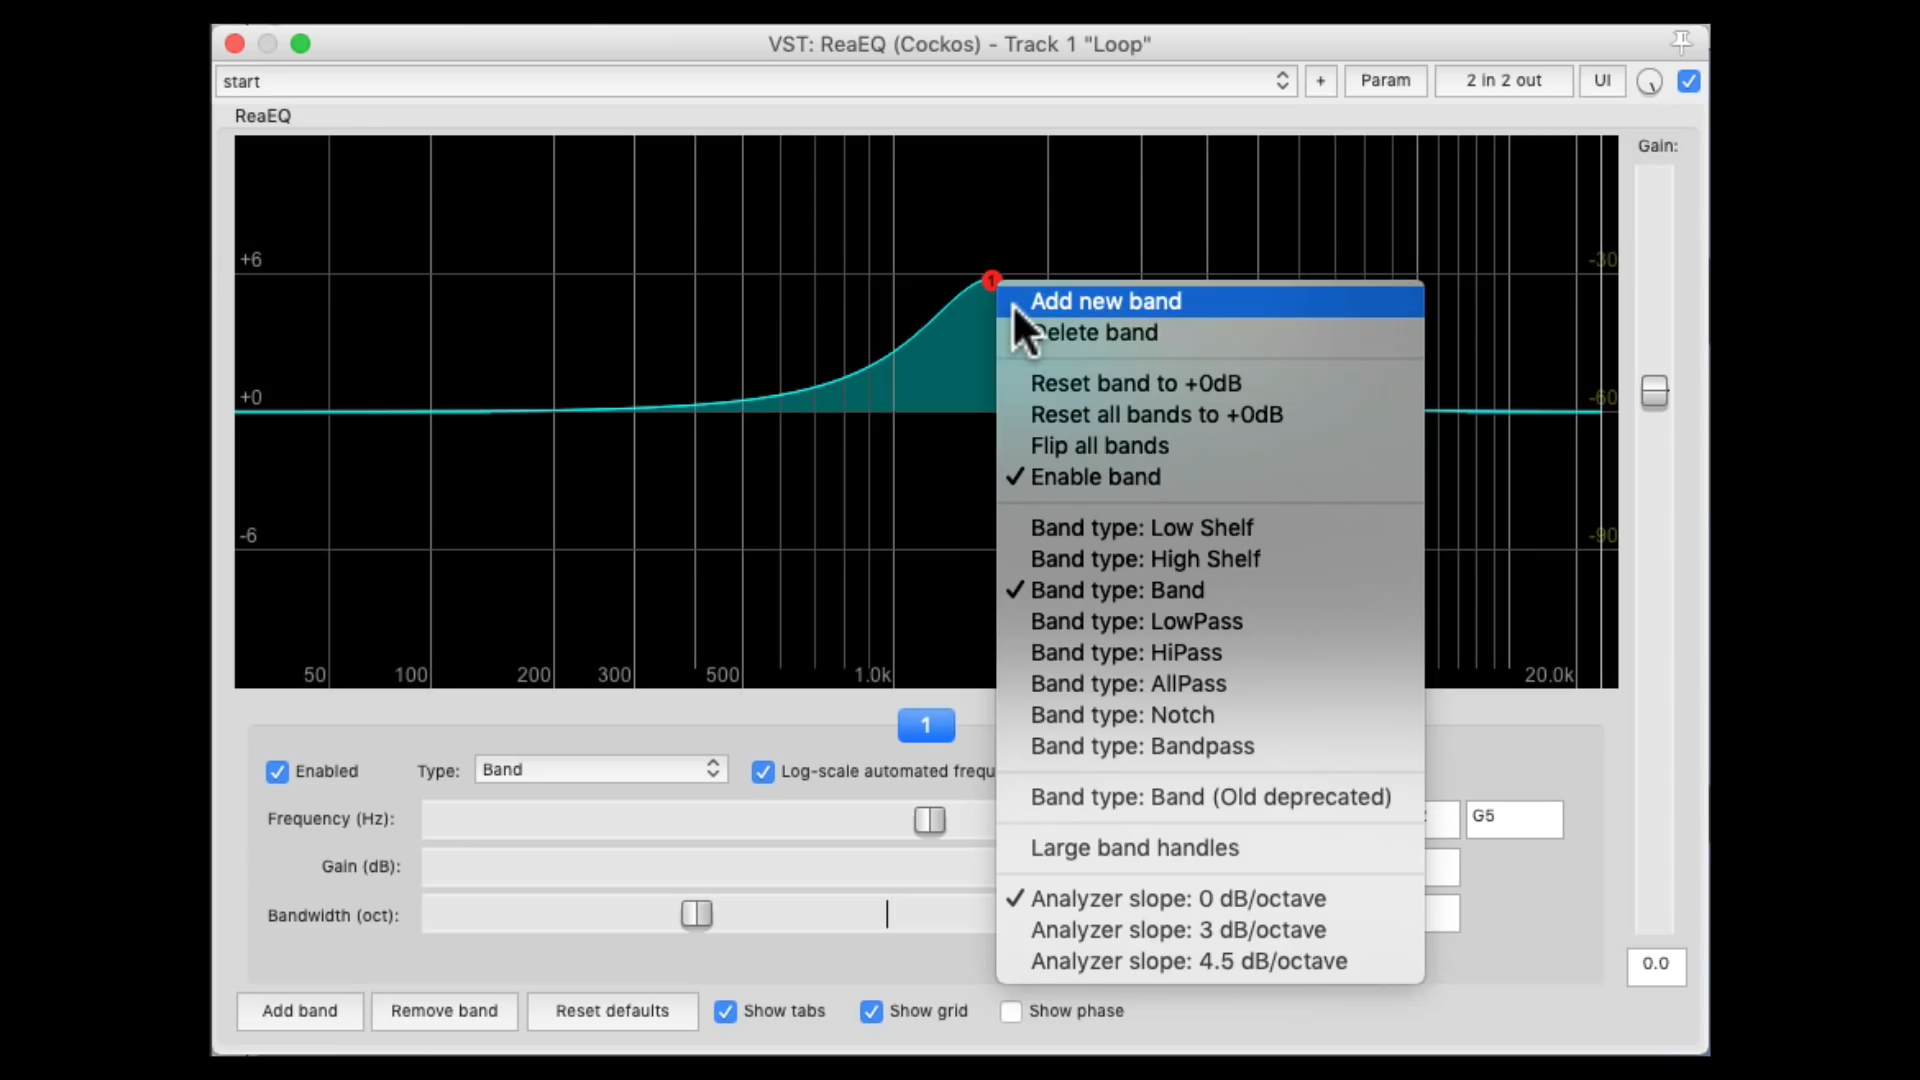 VST: ReaEQ (Cockos) - Track 1 "Loop"
start
+
Param
2 in 2 out
UI
ReaEQ
Gain:
+6
-30
1
Add new band
Delete band
Reset band to +0dB
+0
-60
Reset all bands to +0dB
Flip all bands
Enable band
Band type: Low Shelf
-6
-90
Band type: High Shelf
Band type: Band
Band type: LowPass
Band type: HiPass
50 100 200 300 500 1.0k 20.0k
Band type: AllPass
Band type: Notch
1
Band type: Bandpass
Enabled
Type:
Band
Log-scale automated frequ
Band type: Band (Old deprecated)
Frequency (Hz):
G5
Large band handles
Gain (dB):
Analyzer slope: 0 dB/octave
Bandwidth (oct):
Analyzer slope: 3 dB/octave
Analyzer slope: 4.5 dB/octave
0.0
Add band
Remove band
Reset defaults
Show tabs
Show grid
Show phase